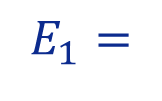 E₁ =